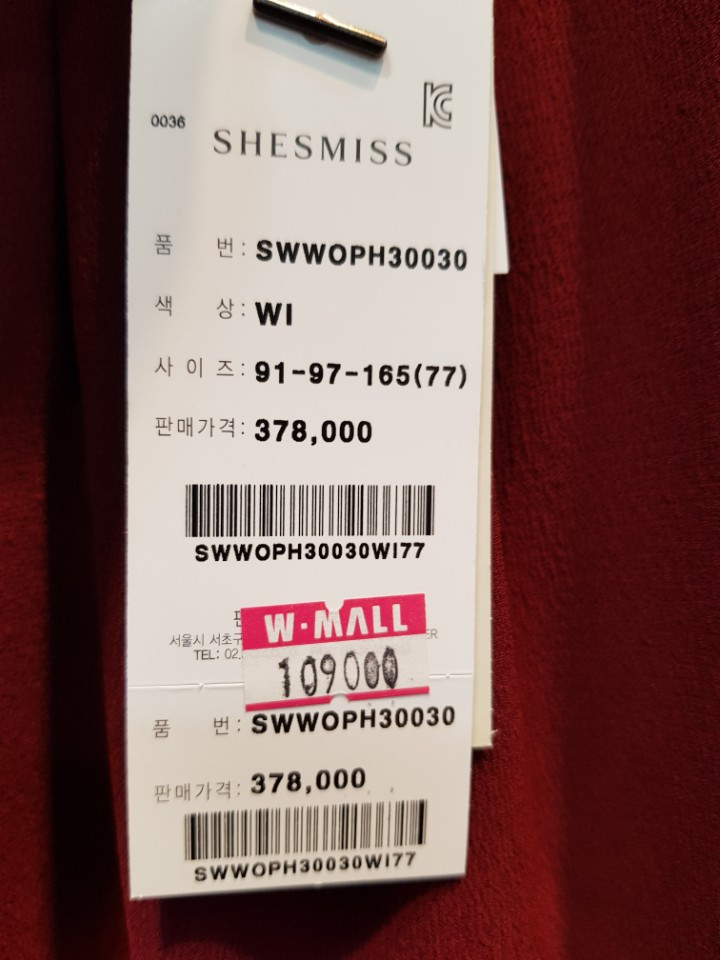 0036
SHESMISS
품 번: SWWOPH30030
색 상: WI
사 이 즈: 91-97-165(77)
판매가격: 378,000
SWWOPH30030WI77
W·MALL
서울시 서초구
TEL: 02.
109000
품 번: SWWOPH30030
판매가격: 378,000
SWWOPH30030WI77